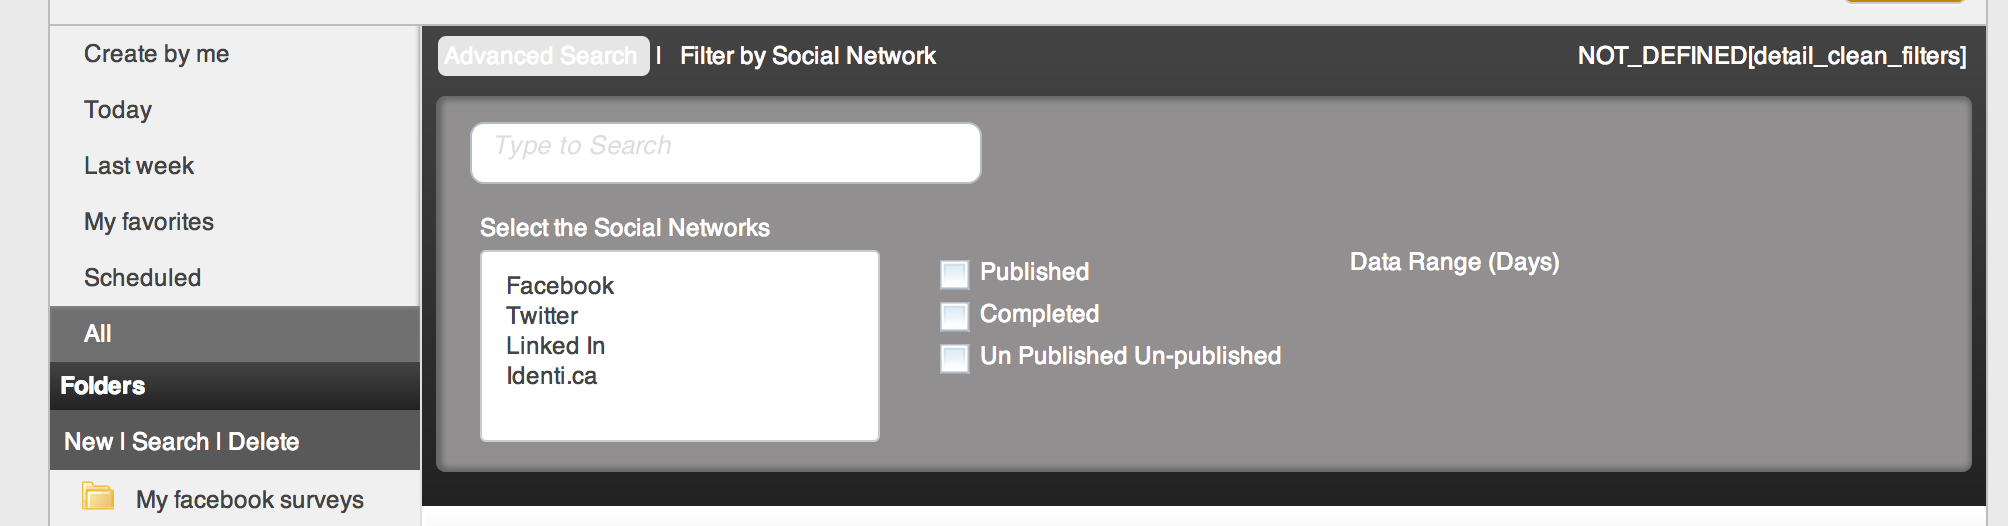 Create by me
Today
Last week
My favorites
Scheduled
All
Folders
New | Search | Delete
My facebook surveys
Advanced Search | Filter by Social Network
NOT_DEFINED[detail_clean_filters]
Type to Search
Select the Social Networks
Facebook
Twitter
Linked In
Identi.ca
Published
Completed
Un Published Un-published
Data Range (Days)